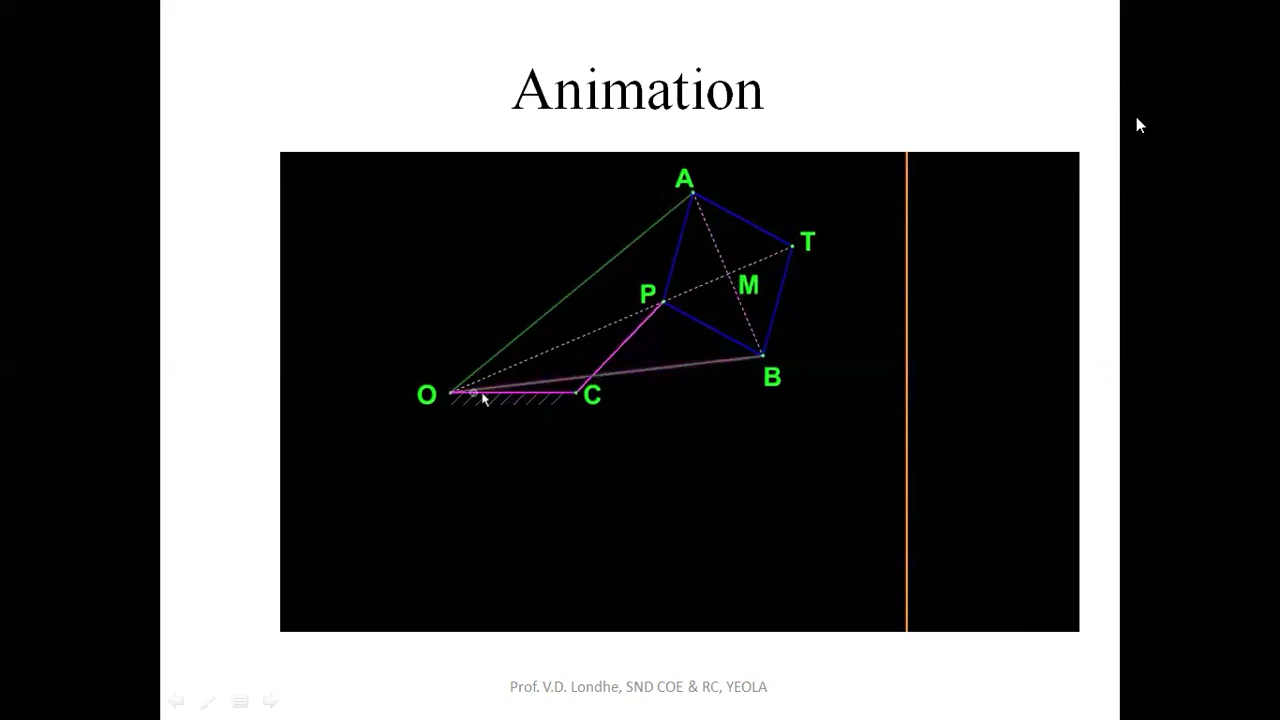 Animation
A
T
M
P
B
O
C
Prof. V.D. Londhe, SND COE & RC, YEOLA